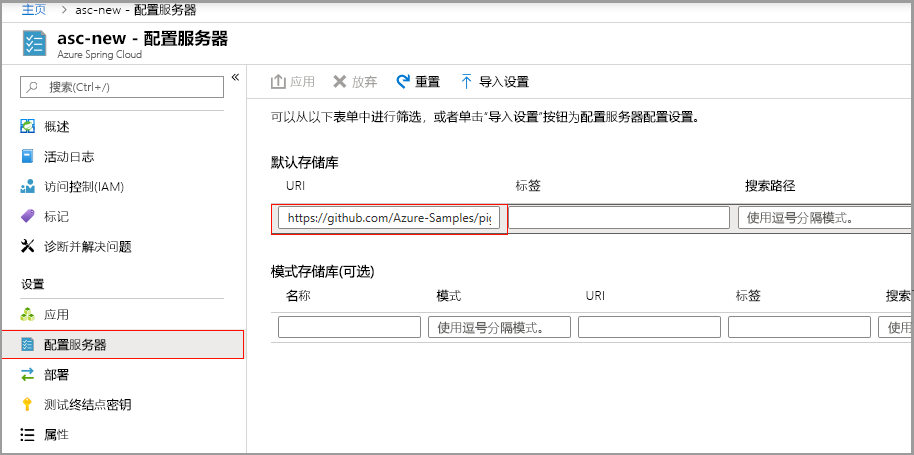 主页 > asc-new - 配置服务器
asc-new - 配置服务器
Azure Spring Cloud
搜索(Ctrl+/)
«
概述
活动日志
访问控制(IAM)
标记
诊断并解决问题
设置
应用
配置服务器
部署
测试终结点密钥
属性
应用 放弃 重置 导入设置
可以从以下表单中进行筛选，或者单击“导入设置”按钮为配置服务器配置设置。
默认存储库
URI 标签 搜索路径
https://github.com/Azure-Samples/pig 使用逗号分隔模式。
模式存储库(可选)
名称 模式 URI 标签 搜索
使用逗号分隔模式。 使用